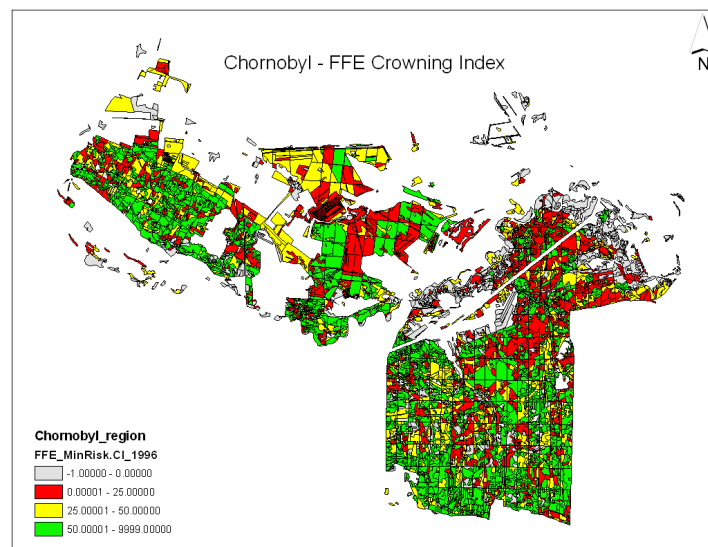 Chornobyl - FFE Crowning Index
N
Chornobyl_region
FFE_MinRisk.CI_1996
-1.00000 - 0.00000
0.00001 - 25.00000
25.00001 - 50.00000
50.00001 - 9999.00000